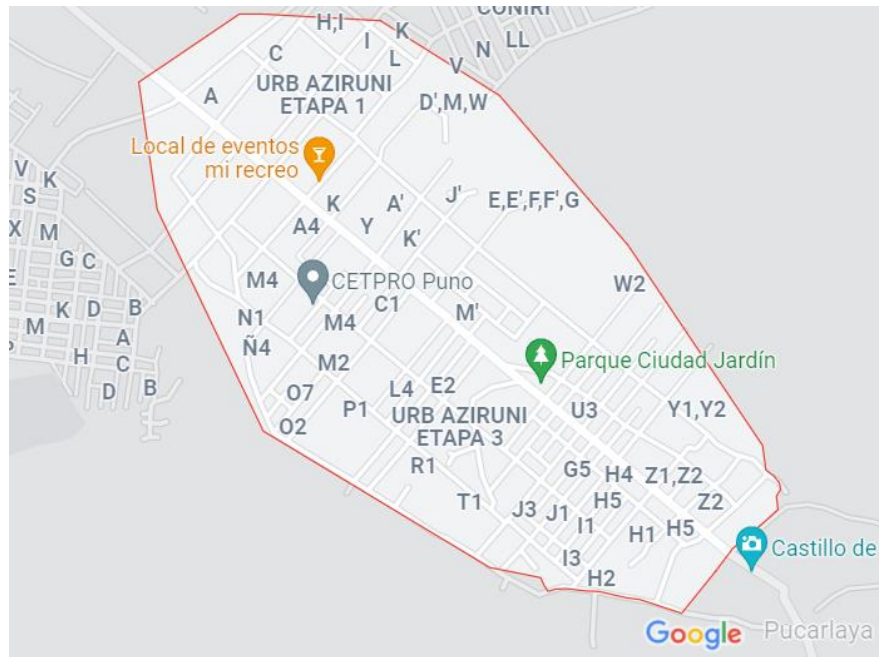 CONIRI
H,I
K
I
N
LL
C
L
V
URB AZIRUNI
ETAPA 1
A
D',M,W
Local de eventos
mi recreo
V
K
S
K
A'
J'
E,E',F,F',G
X
M
A4
Y
K'
G
C
M4
CETPRO Puno
W2
C1
M'
K
D
B
N1
M4
M
A
Ñ4
H
C
M2
Parque Ciudad Jardín
D
B
O7
L4
E2
P1
URB AZIRUNI
ETAPA 3
U3
Y1,Y2
O2
R1
G5
H4
Z1,Z2
T1
J3
J1
H5
Z2
I1
H1
H5
I3
H2
Castillo de
Google
Pucarlaya